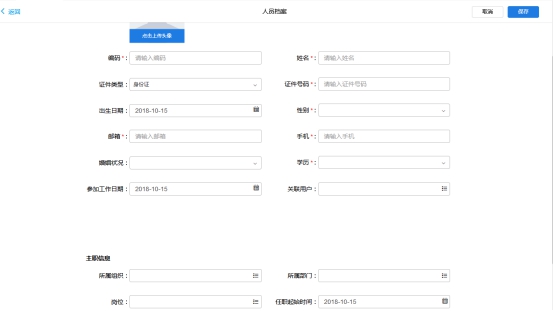 返回 人员档案 取消 保存
点击上传头像
编码*： 请输入编码 姓名*： 请输入姓名
证件类型： 身份证 证件号码*： 请输入证件号码
出生日期： 2018-10-15 性别*：
邮箱*： 请输入邮箱 手机*： 请输入手机
婚姻状况： 学历*：
参加工作日期： 2018-10-15 关联用户：
主职信息
所属组织： 所属部门：
岗位： 任职起始时间： 2018-10-15